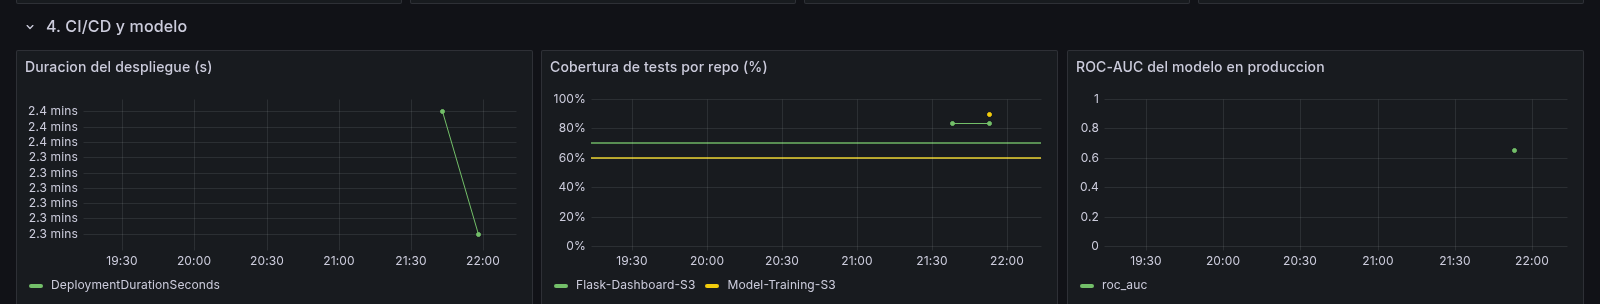 4. CI/CD y modelo
Duracion del despliegue (s)
2.4 mins
2.4 mins
2.4 mins
2.3 mins
2.3 mins
2.3 mins
2.3 mins
2.3 mins
2.3 mins
19:30 20:00 20:30 21:00 21:30 22:00
DeploymentDurationSeconds
Cobertura de tests por repo (%)
100%
80%
60%
40%
20%
0%
19:30 20:00 20:30 21:00 21:30 22:00
Flask-Dashboard-S3 Model-Training-S3
ROC-AUC del modelo en produccion
1
0.8
0.6
0.4
0.2
0
19:30 20:00 20:30 21:00 21:30 22:00
roc_auc